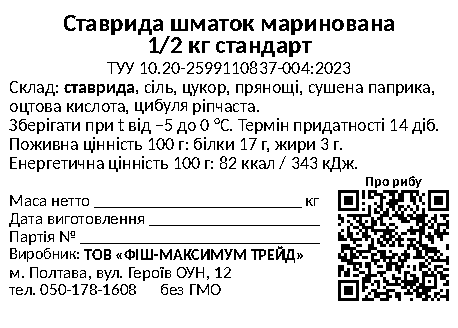 Ставрида шматок маринована
1/2 кг стандарт
ТУУ 10.20-2599110837-004:2023
Склад: ставрида, сіль, цукор, прянощі, сушена паприка,
оцтова кислота, цибуля ріпчаста.
Зберігати при t від −5 до 0 °С. Термін придатності 14 діб.
Поживна цінність 100 г: білки 17 г, жири 3 г.
Енергетична цінність 100 г: 82 ккал / 343 кДж.
Про рибу
Маса нетто ________________________ кг
Дата виготовлення ____________________
Партія № ____________________________
Виробник: ТОВ «ФІШ-МАКСИМУМ ТРЕЙД»
м. Полтава, вул. Героїв ОУН, 12
тел. 050-178-1608 без ГМО